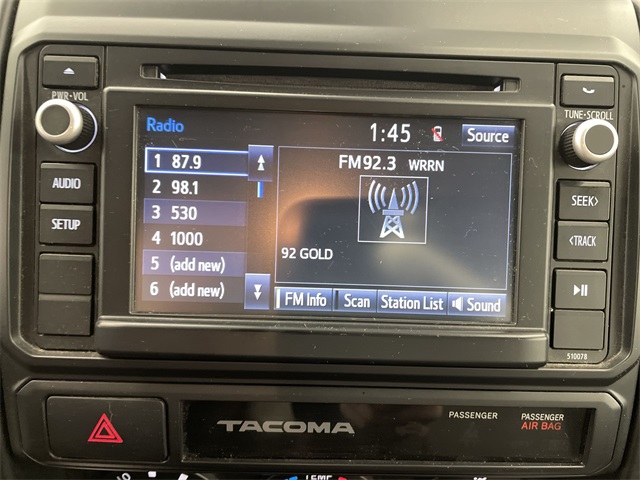 PWR·VOL
TUNE·SCROLL
Radio
1:45
Source
1 87.9
2 98.1
3 530
4 1000
5 (add new)
6 (add new)
FM92.3 WRRN
92 GOLD
FM Info
Scan
Station List
Sound
AUDIO
SETUP
SEEK>
<TRACK
510078
TACOMA
PASSENGER
PASSENGER
AIR BAG
TEMP